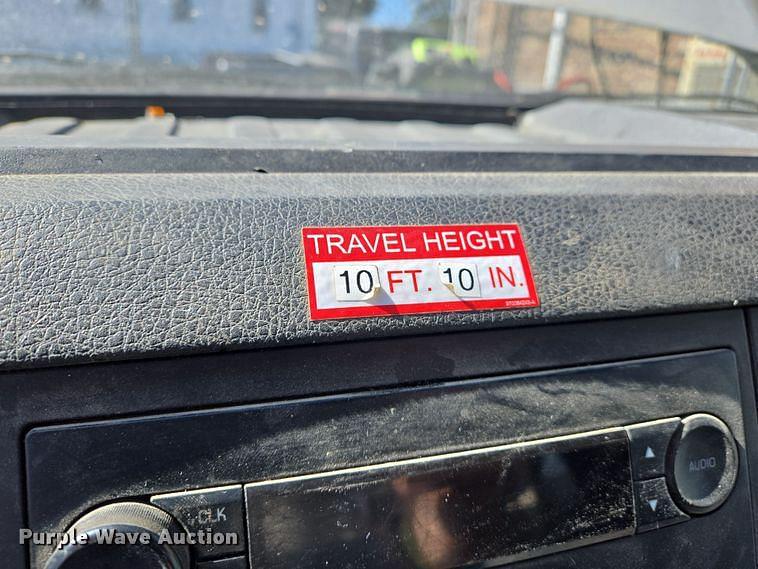 TRAVEL HEIGHT
10 FT. 10 IN.
AUDIO
CLK
Purple Wave Auction